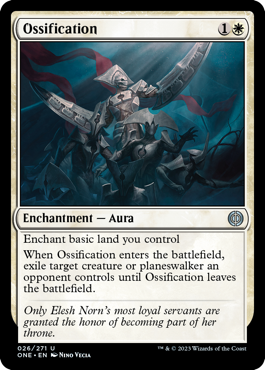 Ossification 1
Enchantment — Aura
Enchant basic land you control
When Ossification enters the battlefield,
exile target creature or planeswalker an
opponent controls until Ossification leaves
the battlefield.
Only Elesh Norn's most loyal servants are
granted the honor of becoming part of her
throne.
026/271 U
ONE • EN Nino Vecia ™ & © 2023 Wizards of the Coast